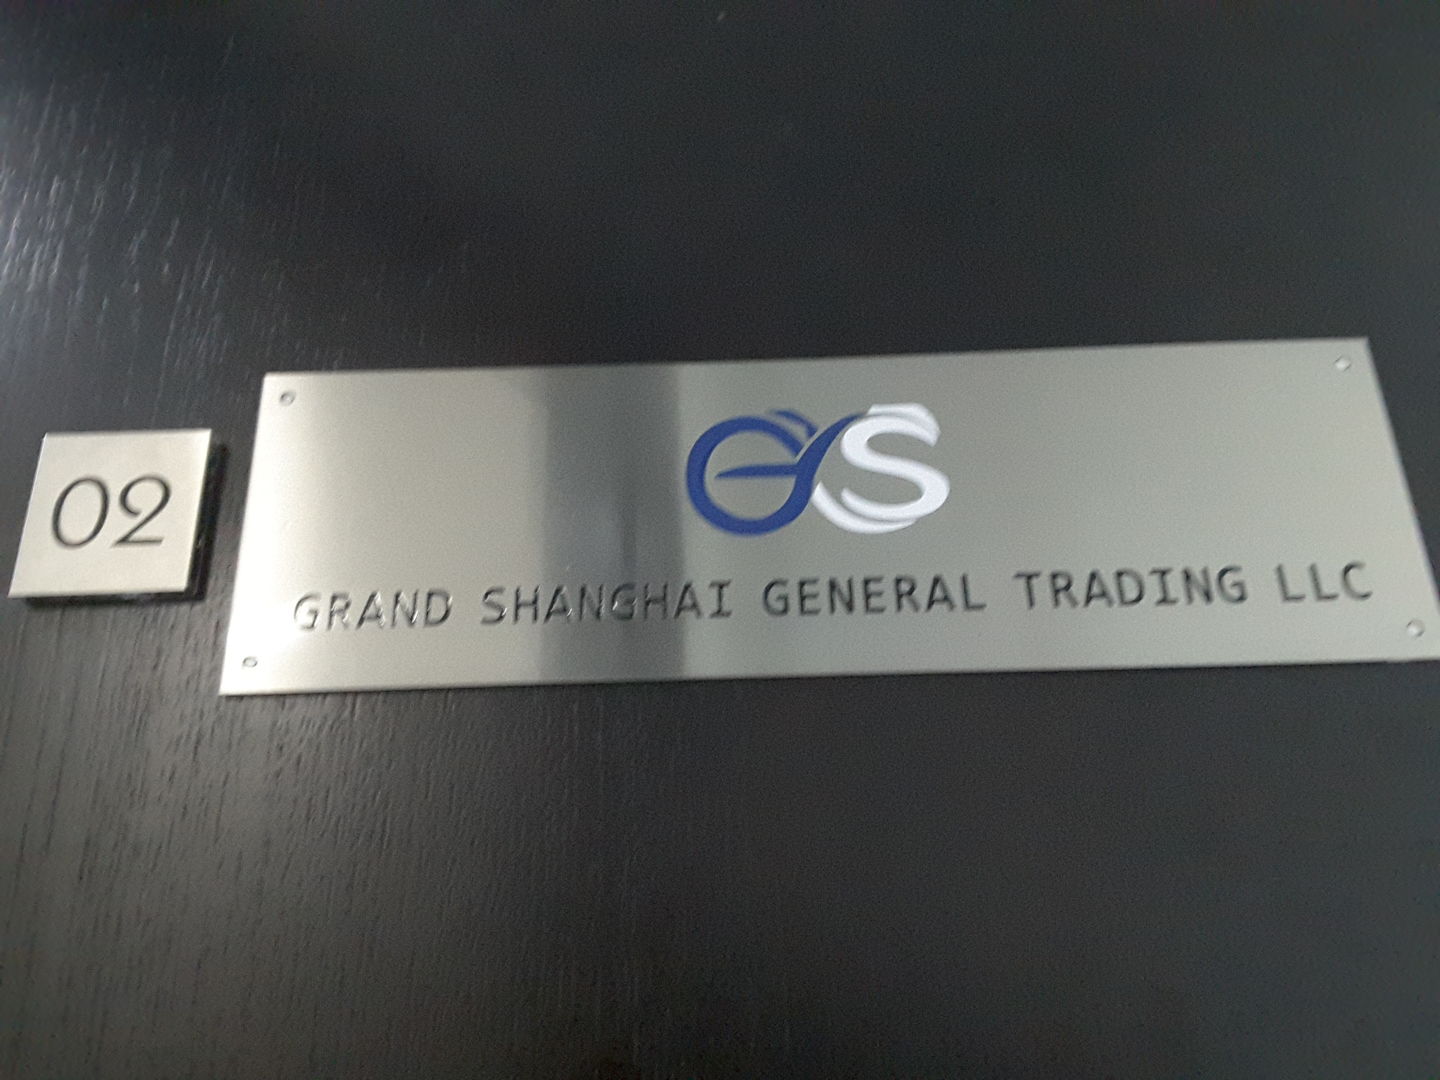 02
GS
GRAND SHANGHAI GENERAL TRADING LLC